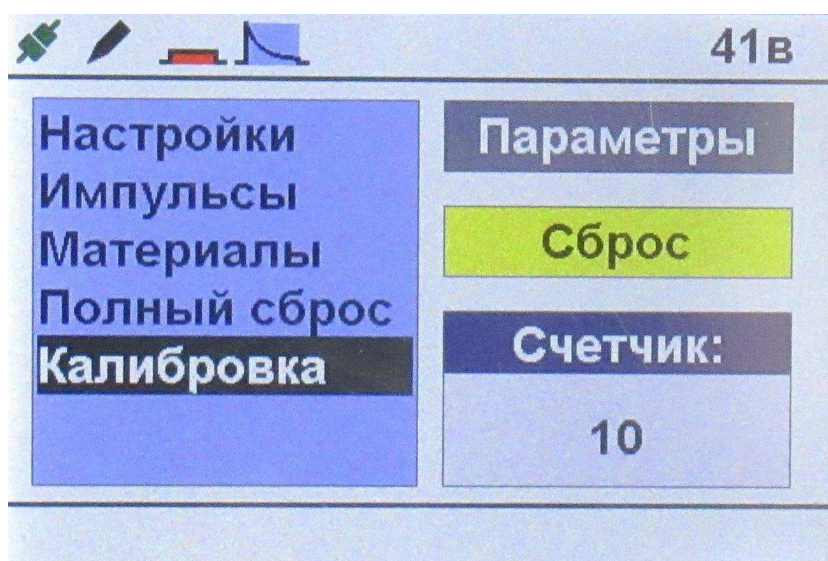 41в
Настройки
Импульсы
Материалы
Полный сброс
Калибровка
Параметры
Сброс
Счетчик:
10